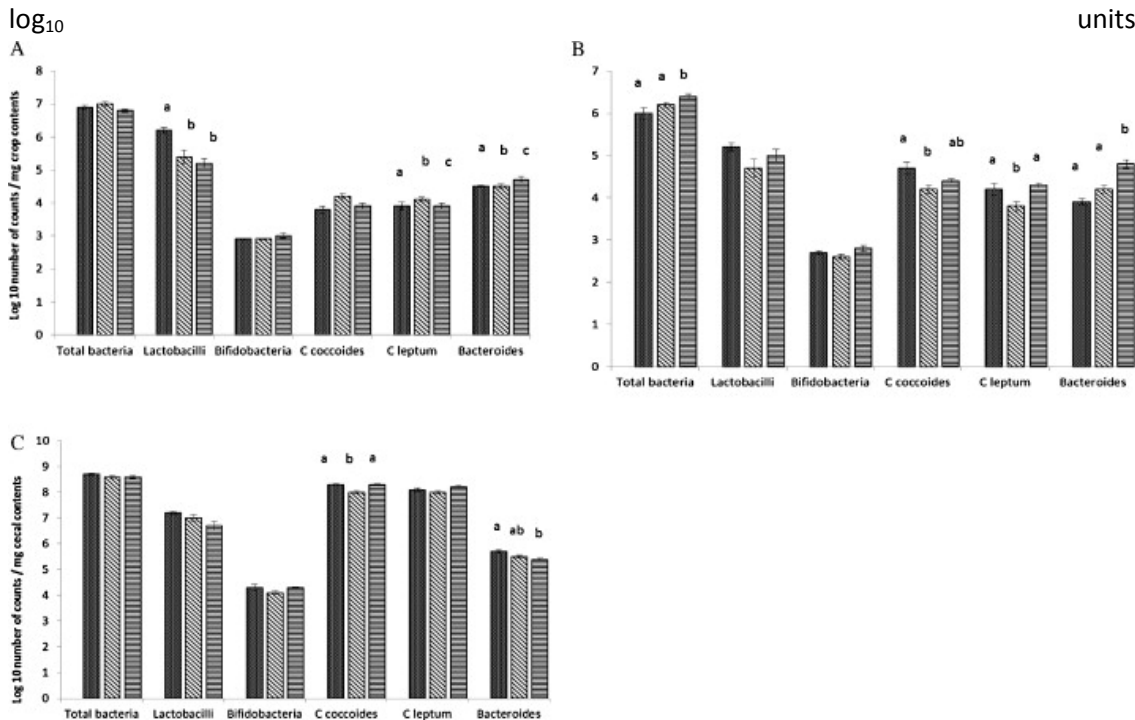 log₁₀ units
A
Log 10 number of counts / mg crop contents
8
7
6
5
4
3
2
1
0
a b b
a b c
a b c
Total bacteria Lactobacilli Bifidobacteria C coccoides C leptum Bacteroides
B
7
6
5
4
3
2
1
0
a a b
a b ab
a b a
a a b
Total bacteria Lactobacilli Bifidobacteria C coccoides C leptum Bacteroides
C
Log 10 number of counts / mg cecal contents
10
9
8
7
6
5
4
3
2
1
0
a b a
a ab b
Total bacteria Lactobacilli Bifidobacteria C coccoides C leptum Bacteroides